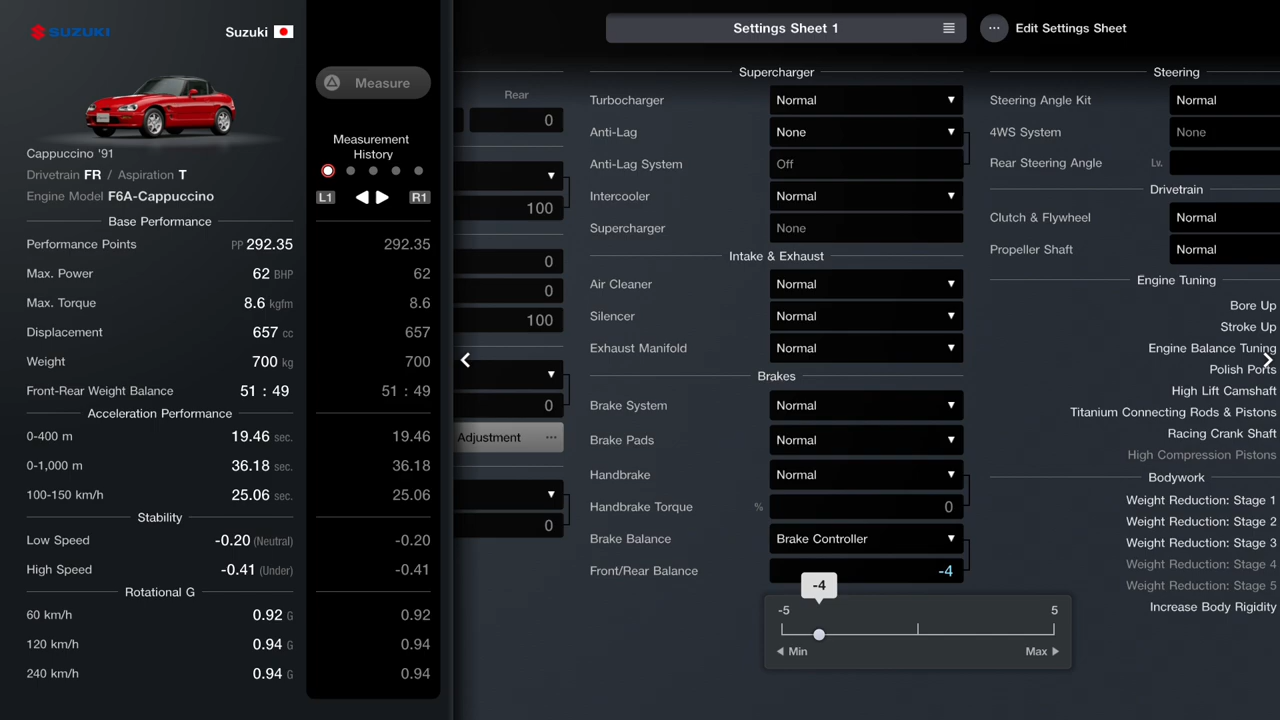 SUZUKI
Suzuki
Cappuccino '91
Drivetrain FR / Aspiration T
Engine Model F6A-Cappuccino
Base Performance
Performance Points PP 292.35
Max. Power 62 BHP
Max. Torque 8.6 kgfm
Displacement 657 cc
Weight 700 kg
Front-Rear Weight Balance 51 : 49
Acceleration Performance
0-400 m 19.46 sec.
0-1,000 m 36.18 sec.
100-150 km/h 25.06 sec.
Stability
Low Speed -0.20 (Neutral)
High Speed -0.41 (Under)
Rotational G
60 km/h 0.92 G
120 km/h 0.94 G
240 km/h 0.94 G
Measure
Measurement
History
L1 R1
292.35
62
8.6
657
700
51 : 49
19.46
36.18
25.06
-0.20
-0.41
0.92
0.94
0.94
Settings Sheet 1
Edit Settings Sheet
Rear
0
100
0
0
100
0
Adjustment ...
0
Supercharger
Turbocharger Normal
Anti-Lag None
Anti-Lag System Off
Intercooler Normal
Supercharger None
Intake & Exhaust
Air Cleaner Normal
Silencer Normal
Exhaust Manifold Normal
Brakes
Brake System Normal
Brake Pads Normal
Handbrake Normal
Handbrake Torque % 0
Brake Balance Brake Controller
Front/Rear Balance -4
-4
-5 5
Min Max
Steering
Steering Angle Kit Normal
4WS System None
Rear Steering Angle Lv.
Drivetrain
Clutch & Flywheel Normal
Propeller Shaft Normal
Engine Tuning
Bore Up
Stroke Up
Engine Balance Tuning
Polish Ports
High Lift Camshaft
Titanium Connecting Rods & Pistons
Racing Crank Shaft
High Compression Pistons
Bodywork
Weight Reduction: Stage 1
Weight Reduction: Stage 2
Weight Reduction: Stage 3
Weight Reduction: Stage 4
Weight Reduction: Stage 5
Increase Body Rigidity